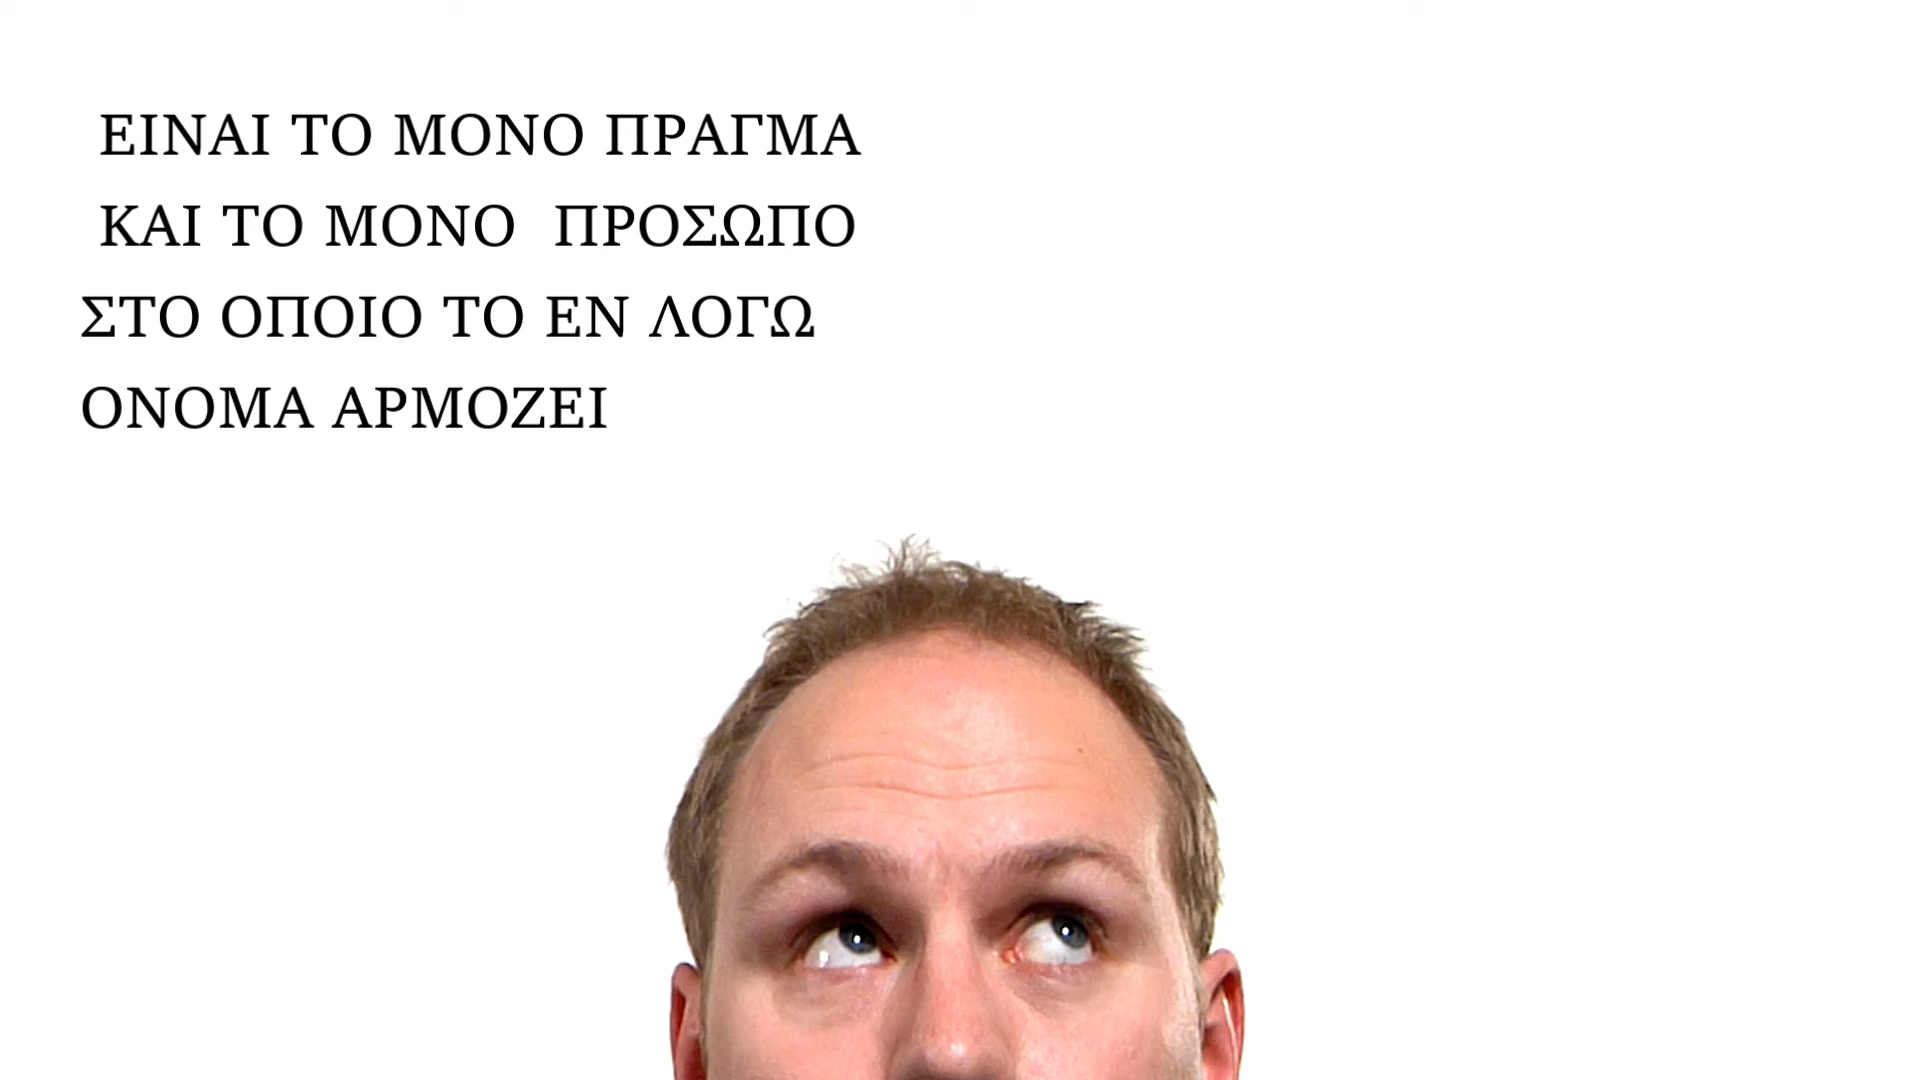 ΕΙΝΑΙ ΤΟ ΜΟΝΟ ΠΡΑΓΜΑ
ΚΑΙ ΤΟ ΜΟΝΟ  ΠΡΟΣΩΠΟ
ΣΤΟ ΟΠΟΙΟ ΤΟ ΕΝ ΛΟΓΩ
ΟΝΟΜΑ ΑΡΜΟΖΕΙ